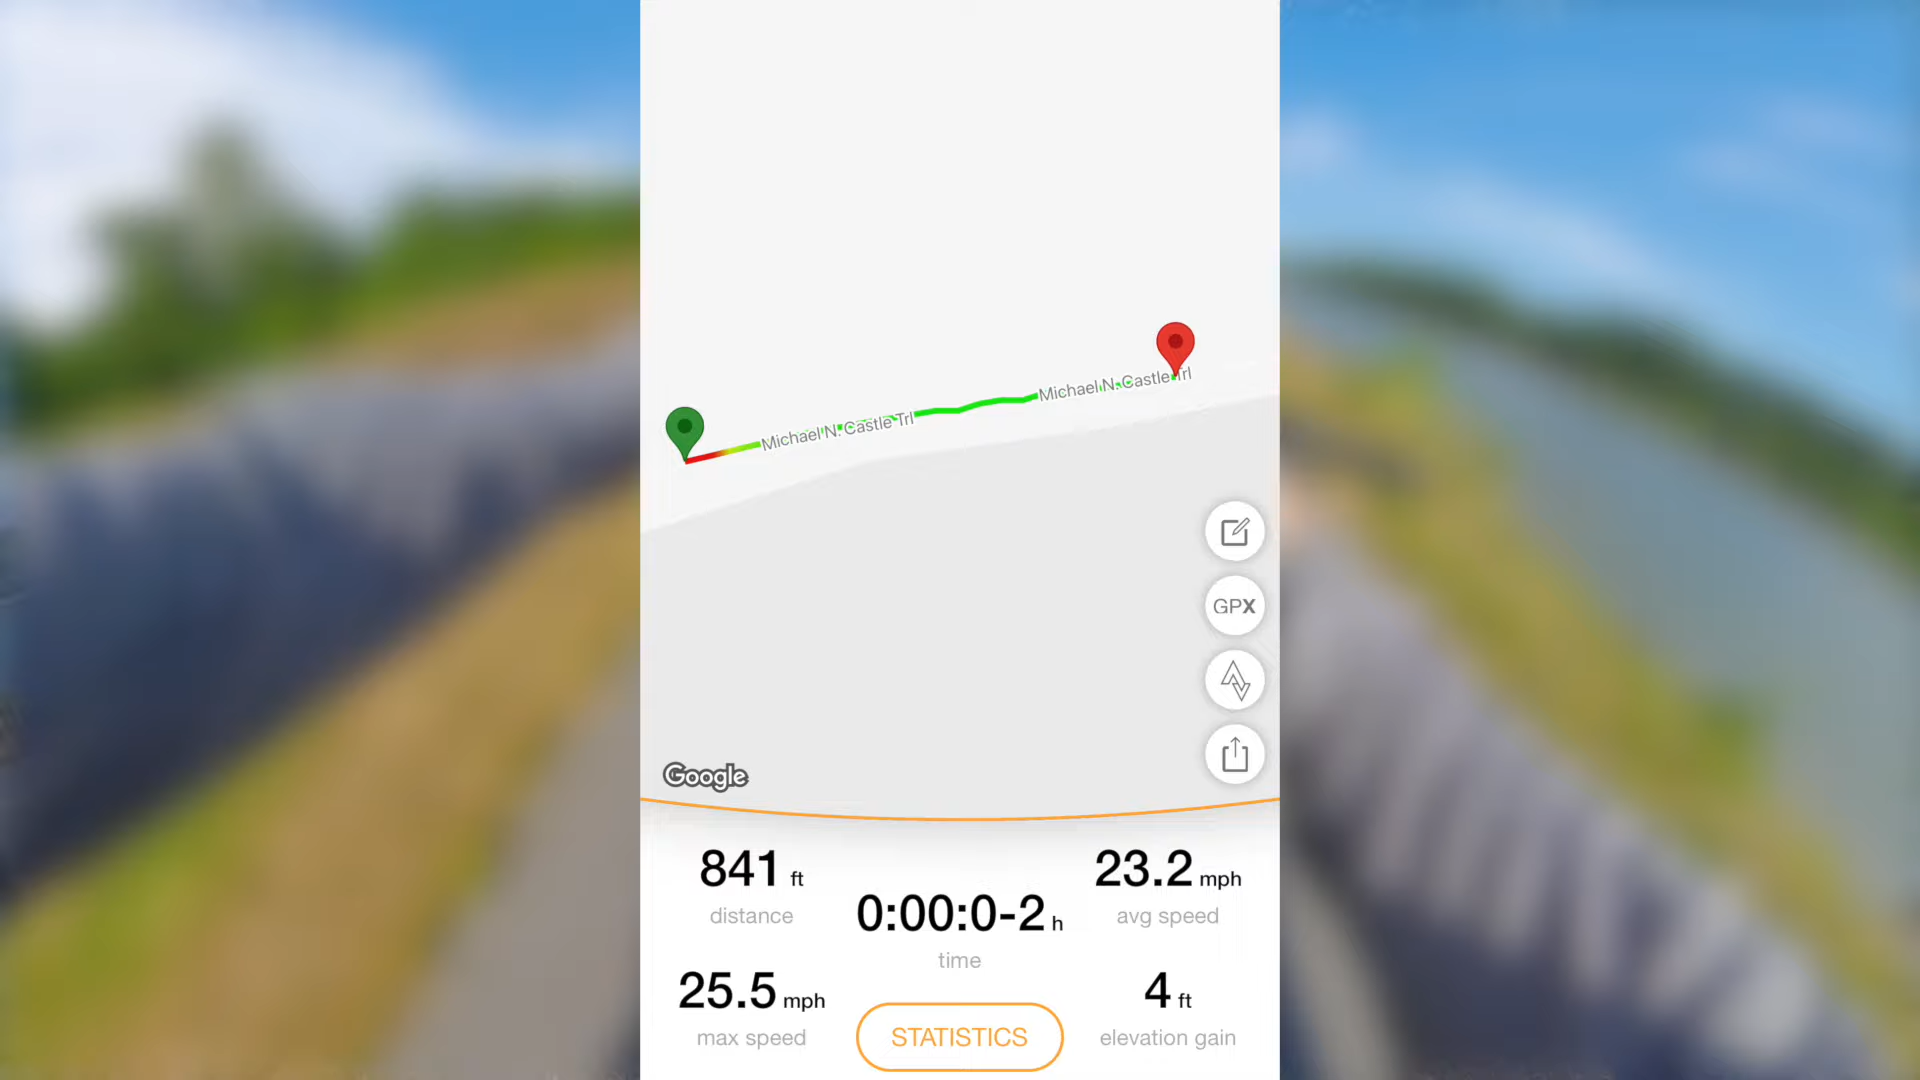 Michael N. Castle Trl
Michael N. Castle Trl
GPX
Google
841 ft
distance
0:00:0-2 h
time
23.2 mph
avg speed
25.5 mph
max speed
STATISTICS
4 ft
elevation gain